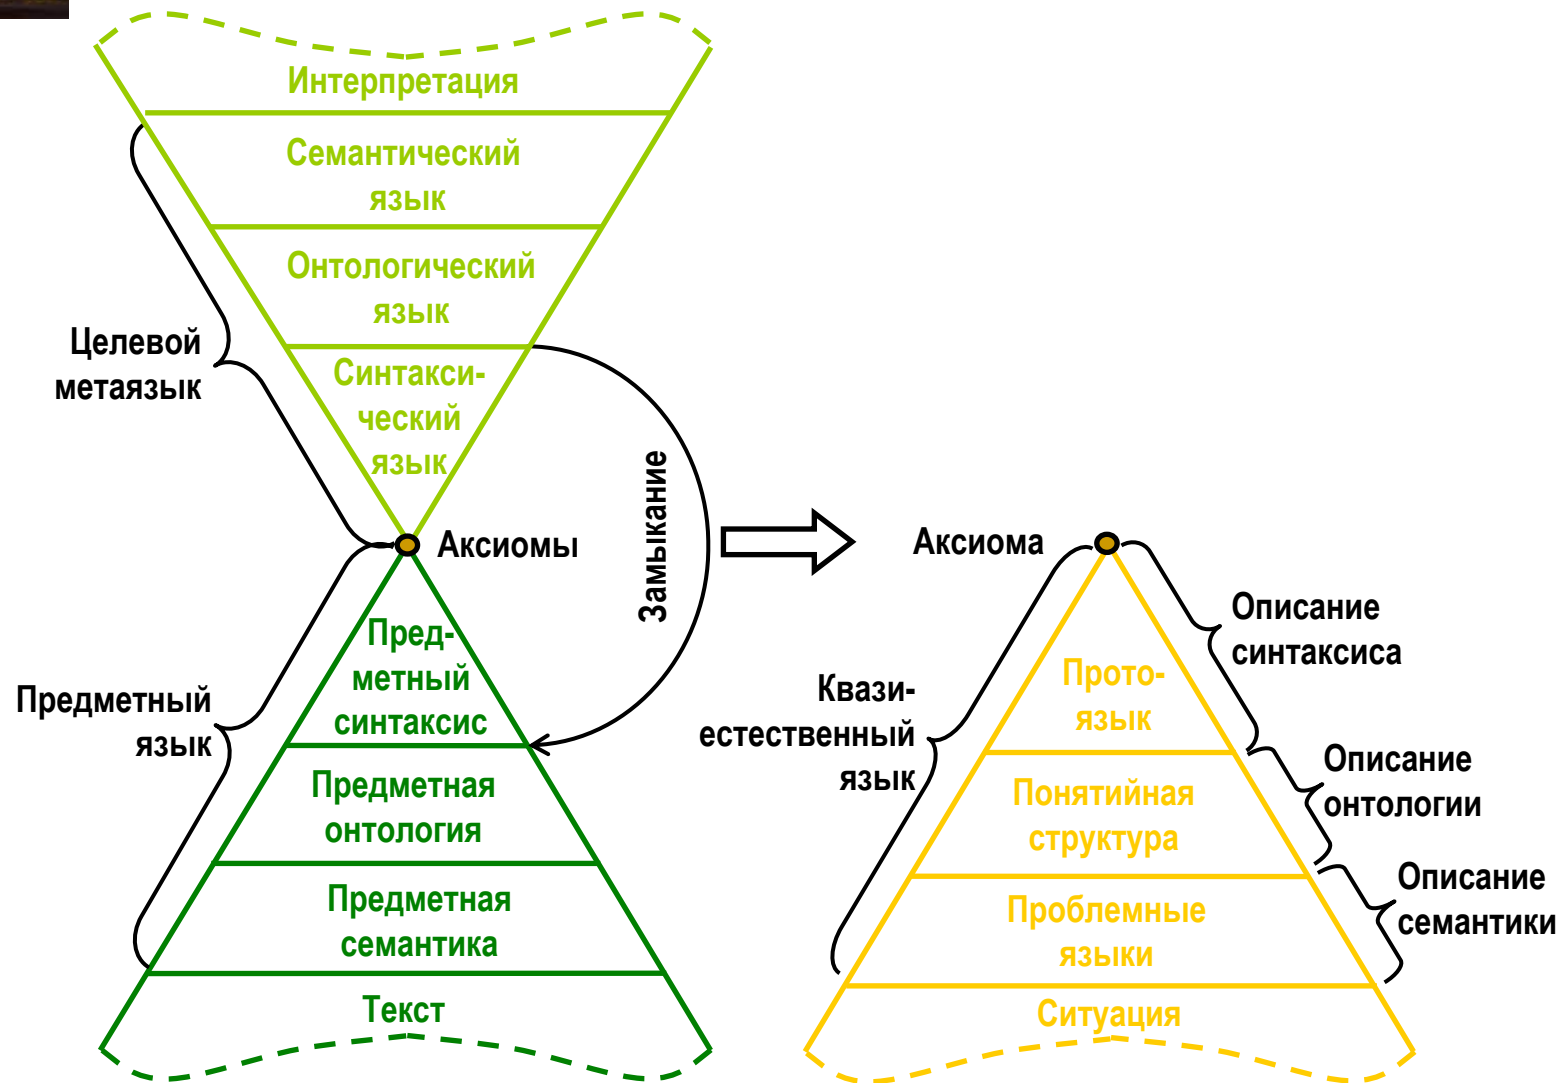 Интерпретация
Семантический
язык
Онтологический
язык
Целевой
метаязык
Синтакси-
ческий
язык
Замыкание
Аксиомы
Предметный
язык
Пред-
метный
синтаксис
Предметная
онтология
Предметная
семантика
Текст
Аксиома
Описание
синтаксиса
Квази-
естественный
язык
Прото-
язык
Описание
онтологии
Понятийная
структура
Описание
семантики
Проблемные
языки
Ситуация